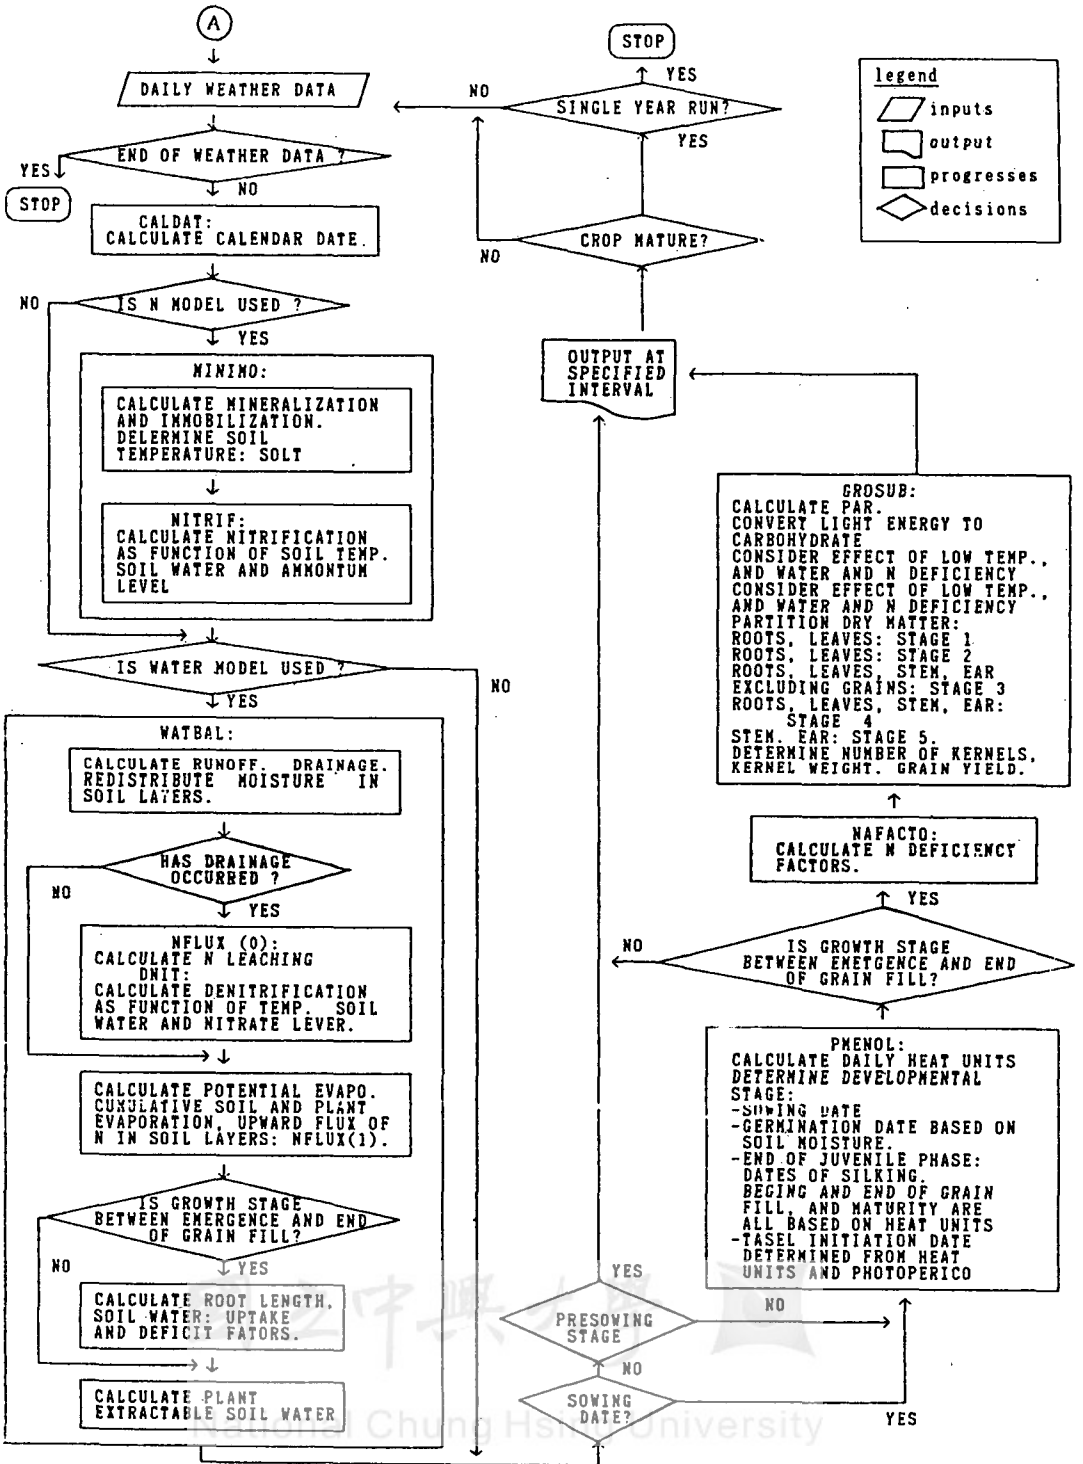 A
DAILY WEATHER DATA
END OF WEATHER DATA ?
YES
STOP
NO
CALDAT:
CALCULATE CALENDAR DATE.
IS N MODEL USED ?
NO
YES
MINIMO:
CALCULATE MINERALIZATION
AND IMMOBILIZATION.
DELERMINE SOIL
TEMPERATURE: SOLT
NITRIF:
CALCULATE NITRIFICATION
AS FUNCTION OF SOIL TEMP.
SOIL WATER AND AMMONTUM
LEVEL
IS WATER MODEL USED ?
NO
YES
WATBAL:
CALCULATE RUNOFF. DRAINAGE.
REDISTRIBUTE MOISTURE IN
SOIL LAYERS.
HAS DRAINAGE
OCCURRED ?
NO
YES
NFLUX (0):
CALCULATE N LEACHING
DNIT:
CALCULATE DENITRIFICATION
AS FUNCTION OF TEMP. SOIL
WATER AND NITRATE LEVER.
CALCULATE POTENTIAL EVAPO.
CUMULATIVE SOIL AND PLANT
EVAPORATION, UPWARD FLUX OF
N IN SOIL LAYERS: NFLUX(1).
IS GROWTH STAGE
BETWEEN EMERGENCE AND END
OF GRAIN FILL?
NO
YES
CALCULATE ROOT LENGTH,
SOIL WATER: UPTAKE
AND DEFICIT FATORS.
CALCULATE PLANT
EXTRACTABLE SOIL WATER
STOP
YES
SINGLE YEAR RUN?
NO
YES
CROP MATURE?
NO
OUTPUT AT
SPECIFIED
INTERVAL
YES
PRESOWING
STAGE
NO
NO
SOWING
DATE?
YES
legend
inputs
output
progresses
decisions
GROSUB:
CALCULATE PAR.
CONVERT LIGHT ENERGY TO
CARBOHYDRATE
CONSIDER EFFECT OF LOW TEMP.,
AND WATER AND N DEFICIENCY
CONSIDER EFFECT OF LOW TEMP.,
AND WATER AND N DEFICIENCY
PARTITION DRY MATTER:
ROOTS, LEAVES: STAGE 1
ROOTS, LEAVES: STAGE 2
ROOTS, LEAVES, STEM, EAR
EXCLUDING GRAINS: STAGE 3
ROOTS, LEAVES, STEM, EAR:
STAGE 4
STEM. EAR: STAGE 5.
DETERMINE NUMBER OF KERNELS,
KERNEL WEIGHT. GRAIN YIELD.
NAFACTO:
CALCULATE N DEFICIENCY
FACTORS.
YES
NO
IS GROWTH STAGE
BETWEEN EMETGENCE AND END
OF GRAIN FILL?
PMENOL:
CALCULATE DAILY HEAT UNITS
DETERMINE DEVELOPMENTAL
STAGE:
-SOWING DATE
-GERMINATION DATE BASED ON
SOIL MOISTURE.
-END OF JUVENILE PHASE:
DATES OF SILKING.
BEGING AND END OF GRAIN
FILL, AND MATURITY ARE
ALL BASED ON HEAT UNITS
-TASEL INITIATION DATE
DETERMINED FROM HEAT
UNITS AND PHOTOPERICO
國立中興大學
National Chung Hsing University